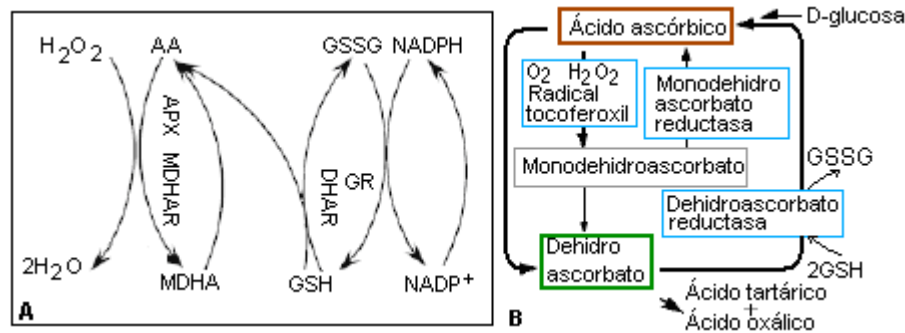 H₂O₂ AA GSSG NADPH
APX MDHAR
DHAR
GR
2H₂O
MDHA GSH NADP⁺
A
D-glucosa
Ácido ascórbico
O₂ H₂O₂
Radical
tocoferoxil
Monodehidro
ascorbato
reductasa
Monodehidroascorbato
GSSG
Dehidroascorbato
reductasa
2GSH
Dehidro
ascorbato
Ácido tartárico
+
Ácido oxálico
B